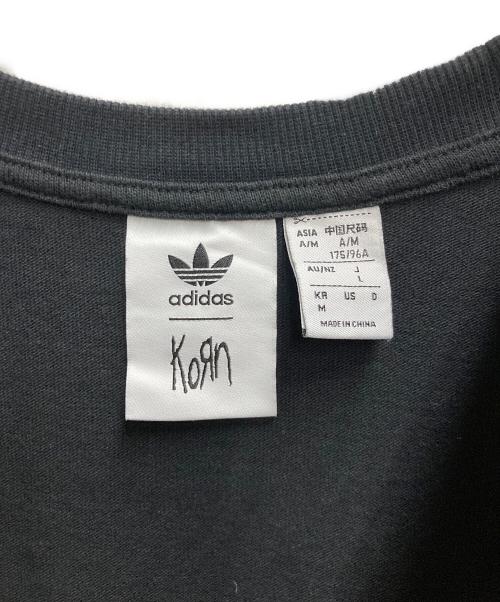 adidas
KoЯn
ASIA 中国尺码
A/M A/M
175/96A
AU/NZ J
L
KR US D
M
MADE IN CHINA